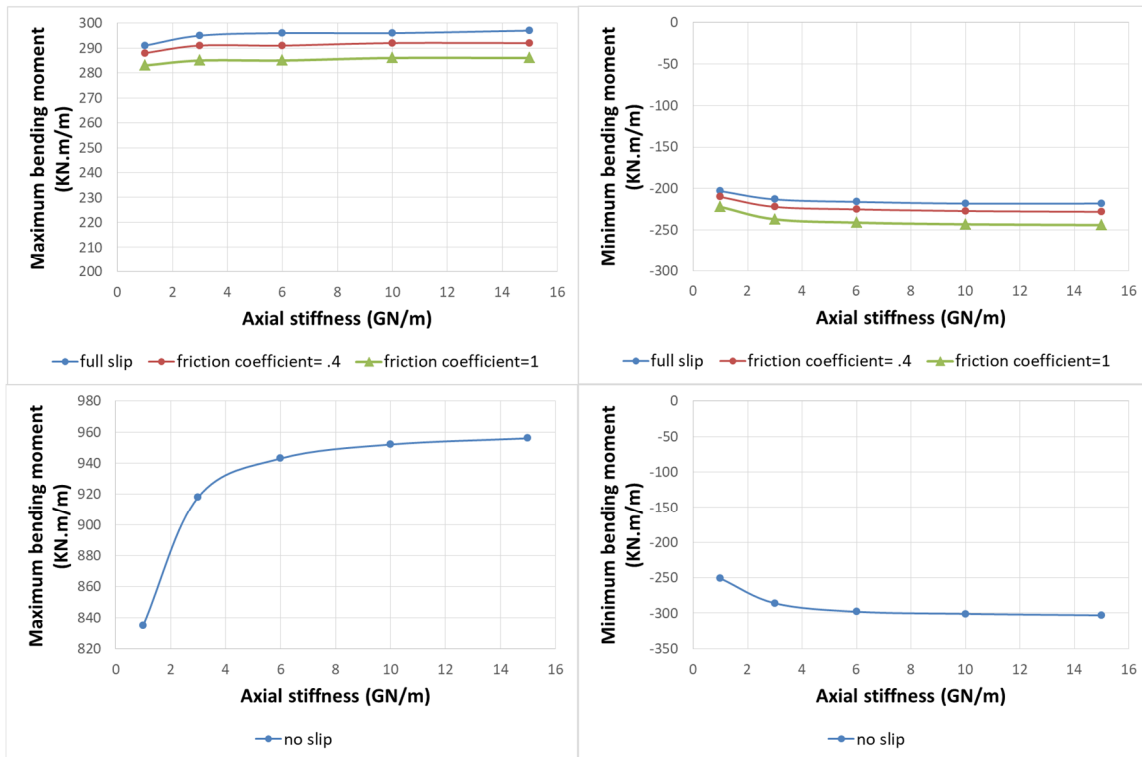 Maximum bending moment
(KN.m/m)
300
290
280
270
260
250
240
230
220
210
200
0 2 4 6 8 10 12 14 16
Axial stiffness (GN/m)
full slip friction coefficient= .4 friction coefficient=1
Minimum bending moment
(KN.m/m)
0
-50
-100
-150
-200
-250
-300
0 2 4 6 8 10 12 14 16
Axial stiffness (GN/m)
full slip friction coefficient= .4 friction coefficient=1
Maximum bending moment
(KN.m/m)
980
960
940
920
900
880
860
840
820
0 2 4 6 8 10 12 14 16
Axial stiffness (GN/m)
no slip
Minimum bending moment
(KN.m/m)
0
-50
-100
-150
-200
-250
-300
-350
0 2 4 6 8 10 12 14 16
Axial stiffness (GN/m)
no slip